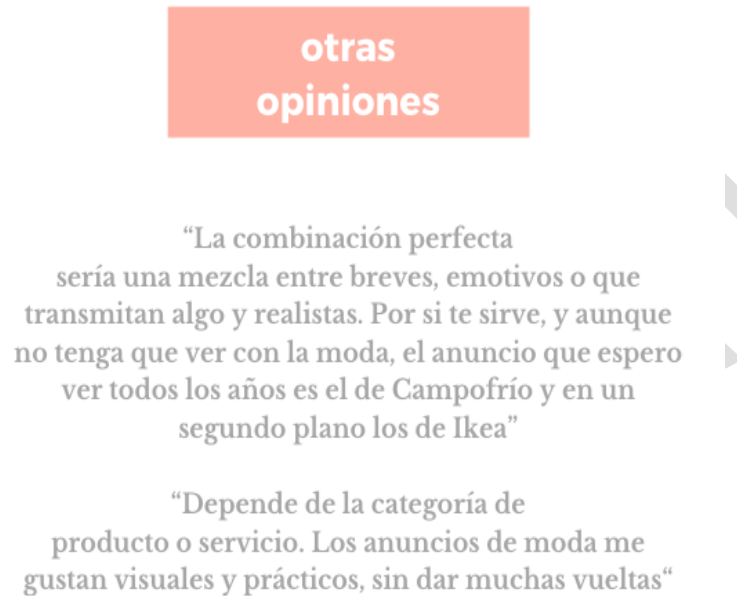 otras
opiniones
“La combinación perfecta
sería una mezcla entre breves, emotivos o que
transmitan algo y realistas. Por si te sirve, y aunque
no tenga que ver con la moda, el anuncio que espero
ver todos los años es el de Campofrío y en un
segundo plano los de Ikea”
“Depende de la categoría de
producto o servicio. Los anuncios de moda me
gustan visuales y prácticos, sin dar muchas vueltas“